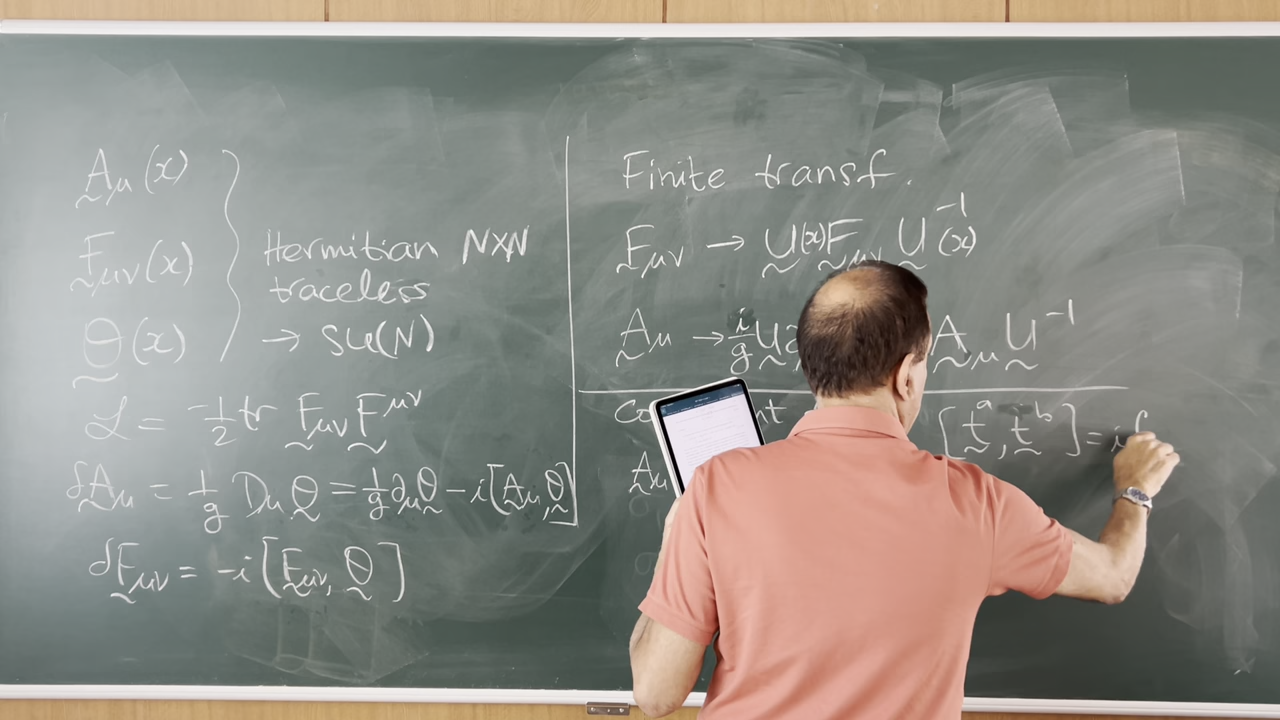 A_μ(x)
F_μν(x)
θ(x)
Hermitian N×N
traceless
→ SU(N)
ℒ = -1/2 tr F_μν F^μν
δA_μ = 1/g D_μ θ = 1/g ∂_μ θ - i[A_μ, θ]
δF_μν = -i[F_μν, θ]
Finite transf.
F_μν → U(x) F_μν U^-1(x)
A_μ → i/g U A_μ U^-1
[t^a, t^b] = i f
A_μ